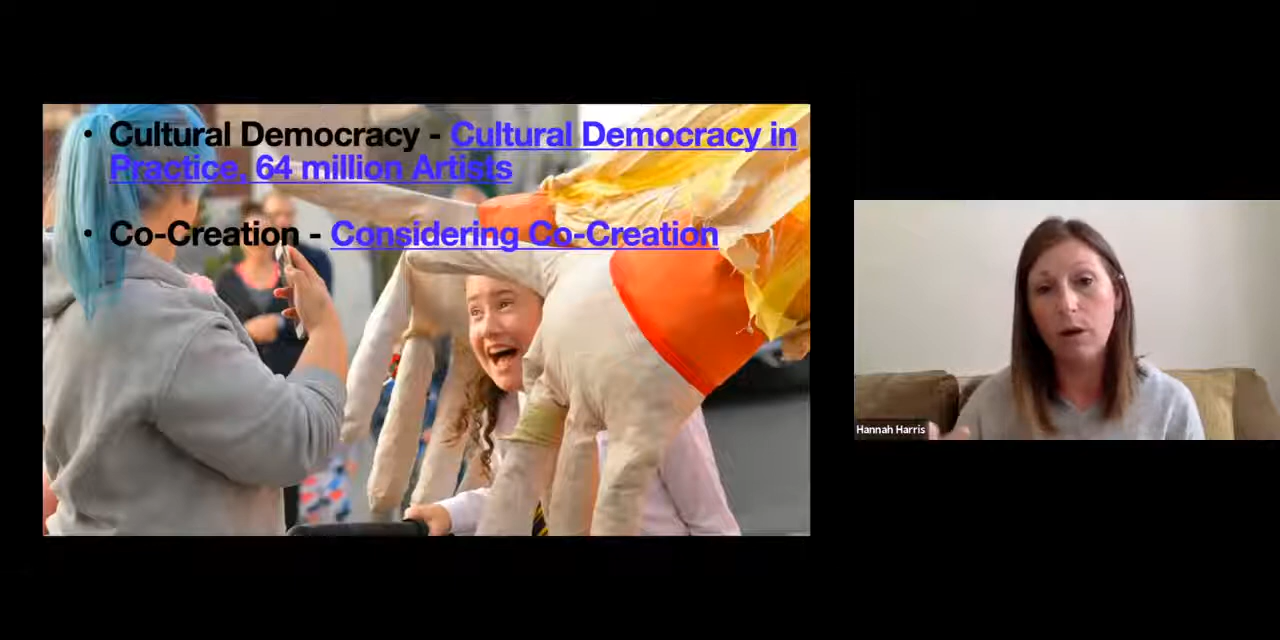 • Cultural Democracy - Cultural Democracy in
Practice, 64 million Artists
• Co-Creation - Considering Co-Creation
Hannah Harris